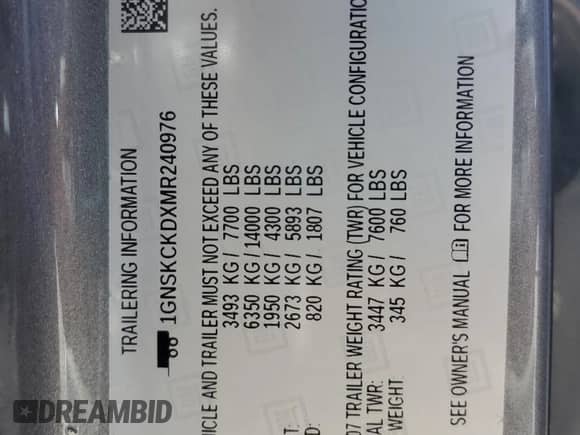 TRAILERING INFORMATION
1GNSKCKDXMR240976
VEHICLE AND TRAILER MUST NOT EXCEED ANY OF THESE VALUES.
3493 KG/ 7700 LBS
6350 KG/ 14000 LBS
1950 KG/ 4300 LBS
2673 KG/ 5893 LBS
820 KG/ 1807 LBS
07 TRAILER WEIGHT RATING (TWR) FOR VEHICLE CONFIGURATION
AL TWR: 3447 KG/ 7600 LBS
WEIGHT: 345 KG/ 760 LBS
SEE OWNER'S MANUAL FOR MORE INFORMATION
DREAMBID